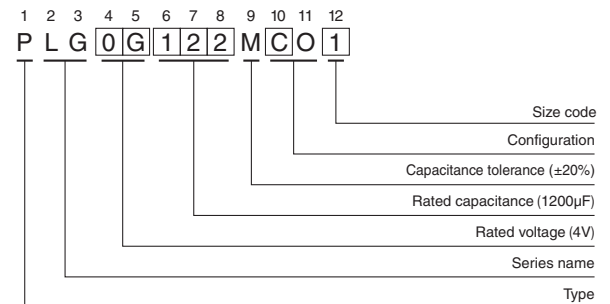 1 2 3 4 5 6 7 8 9 10 11 12
P L G 0 G 1 2 2 M C O 1
Size code
Configuration
Capacitance tolerance (±20%)
Rated capacitance (1200µF)
Rated voltage (4V)
Series name
Type